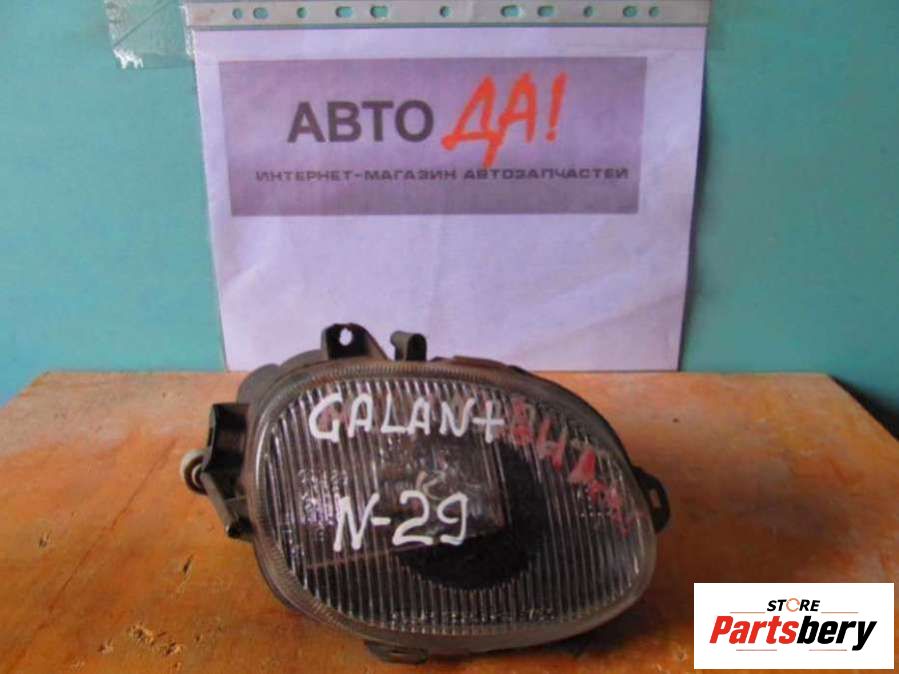 АВТО ДА!
ИНТЕРНЕТ-МАГАЗИН АВТОЗАПЧАСТЕЙ
GALANT
N-29
STORE
Partsbery